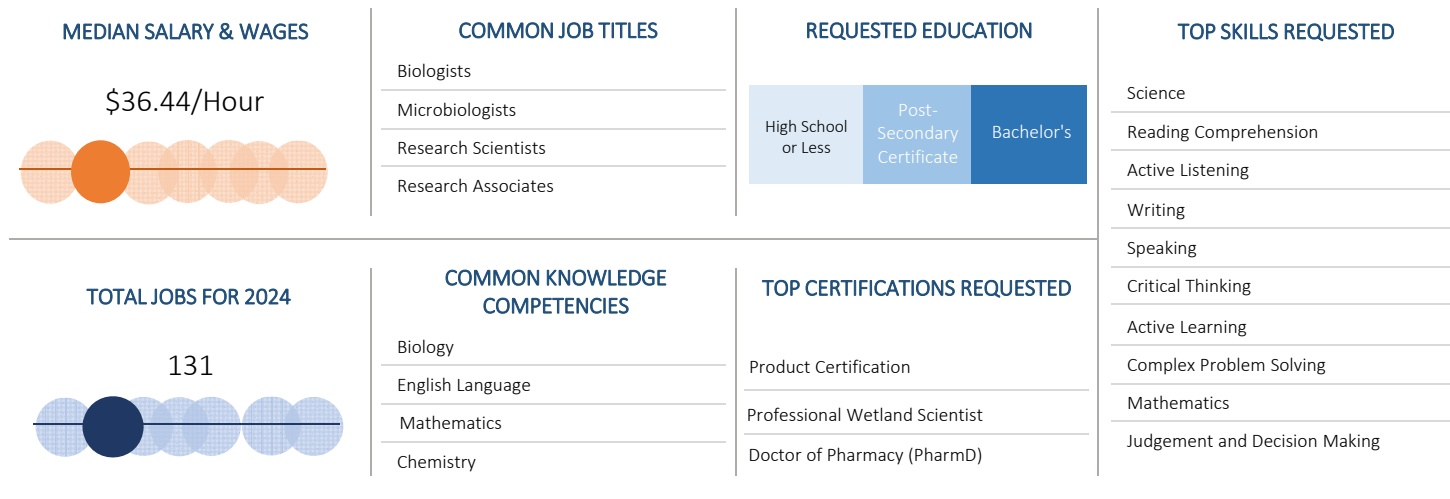 MEDIAN SALARY & WAGES
$36.44/Hour
COMMON JOB TITLES
Biologists
Microbiologists
Research Scientists
Research Associates
REQUESTED EDUCATION
High School
or Less
Post-
Secondary
Certificate
Bachelor's
TOTAL JOBS FOR 2024
131
COMMON KNOWLEDGE
COMPETENCIES
Biology
English Language
Mathematics
Chemistry
TOP CERTIFICATIONS REQUESTED
Product Certification
Professional Wetland Scientist
Doctor of Pharmacy (PharmD)
TOP SKILLS REQUESTED
Science
Reading Comprehension
Active Listening
Writing
Speaking
Critical Thinking
Active Learning
Complex Problem Solving
Mathematics
Judgement and Decision Making